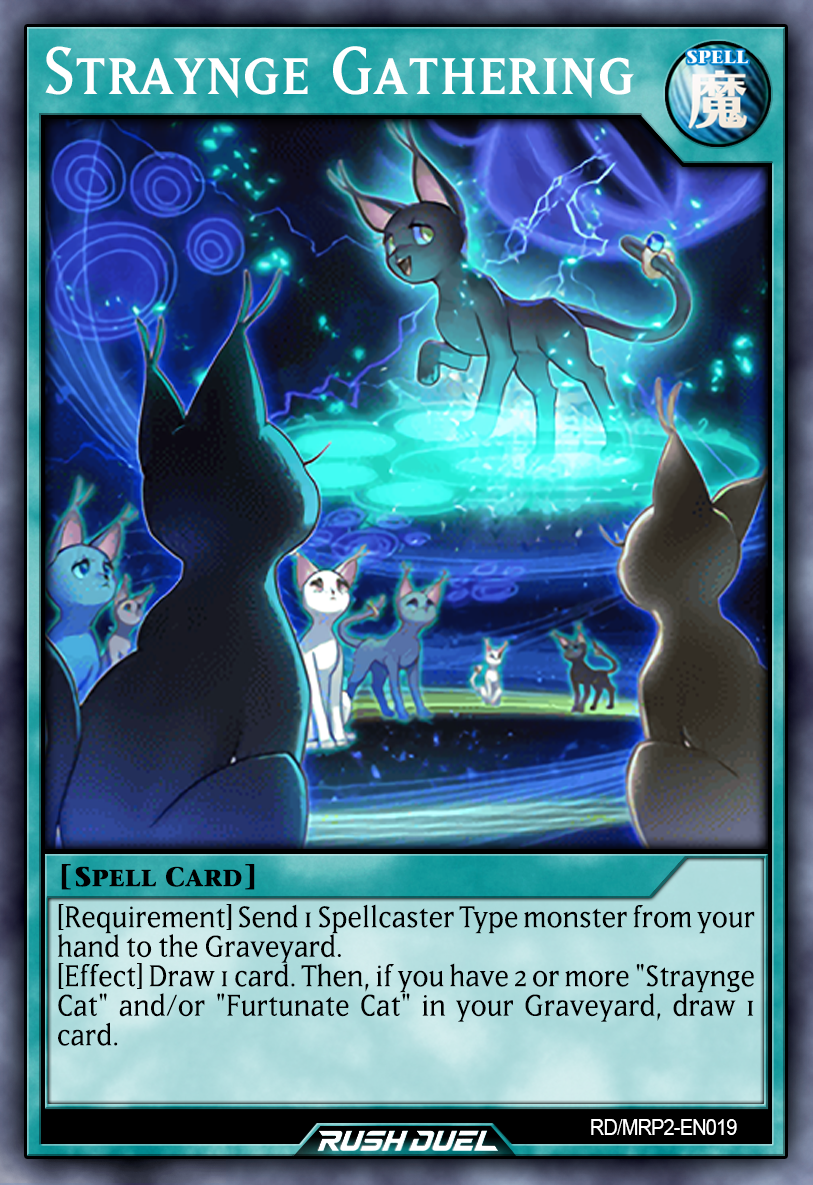 Straynge Gathering
SPELL
魔
[Spell Card]
[Requirement] Send 1 Spellcaster Type monster from your
hand to the Graveyard.
[Effect] Draw 1 card. Then, if you have 2 or more "Straynge
Cat" and/or "Furtunate Cat" in your Graveyard, draw 1
card.
RD/MRP2-EN019
RUSH DUEL